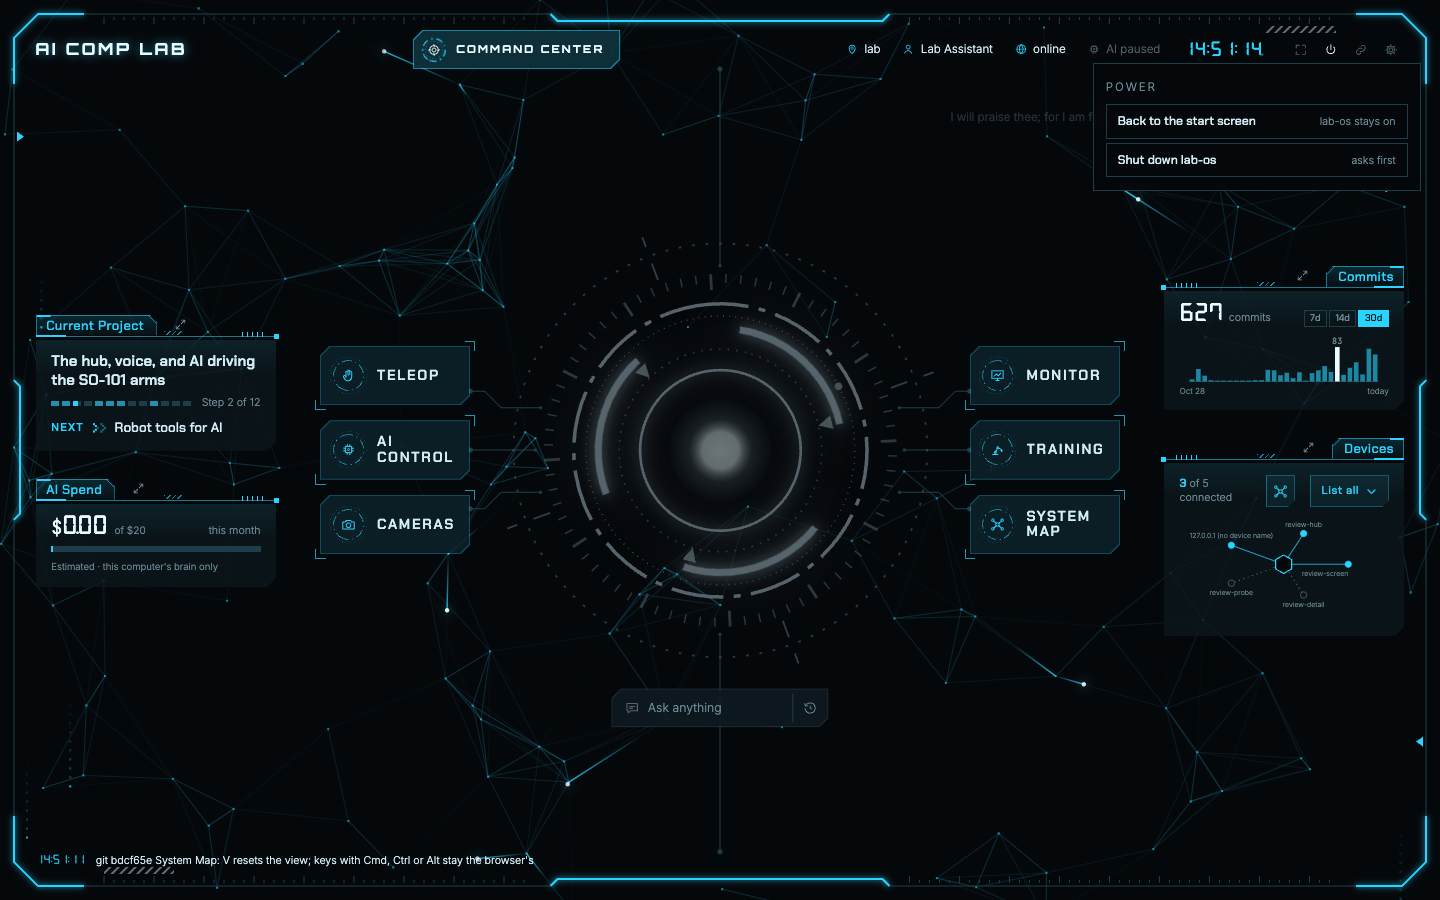 AI COMP LAB
COMMAND CENTER
lab
Lab Assistant
online
AI paused
14:51:14
POWER
Back to the start screen
lab-os stays on
Shut down lab-os
asks first
I will praise thee; for I am f
Current Project
The hub, voice, and AI driving
the SO-101 arms
Step 2 of 12
NEXT
Robot tools for AI
AI Spend
$0.00 of $20
this month
Estimated · this computer's brain only
TELEOP
AI
CONTROL
CAMERAS
MONITOR
TRAINING
SYSTEM
MAP
Commits
627 commits
7d
14d
30d
83
Oct 28
today
Devices
3 of 5
connected
List all
review-hub
127.0.0.1 (no device name)
review-screen
review-probe
review-detail
Ask anything
14:51:11
git bdcf65e System Map: V resets the view; keys with Cmd, Ctrl or Alt stay the browser's